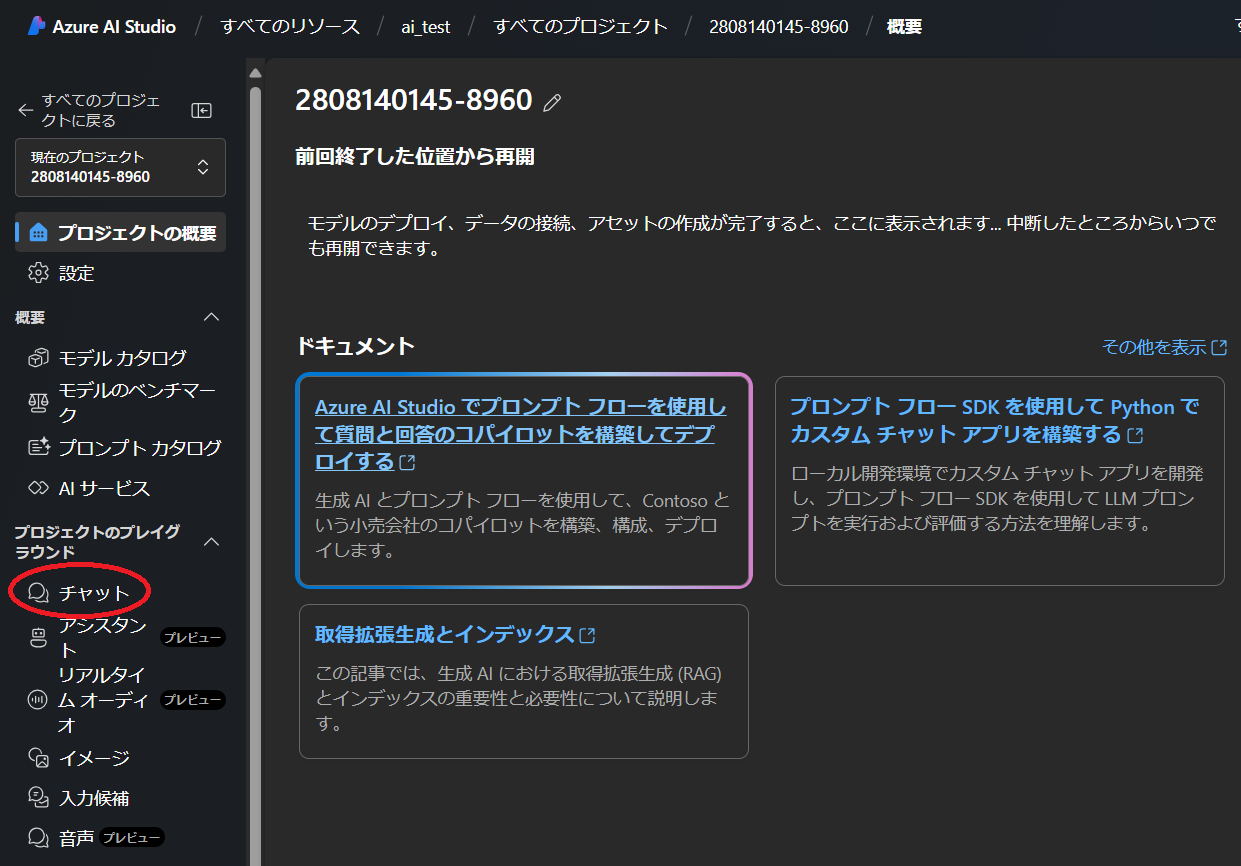 Azure AI Studio / すべてのリソース / ai_test / すべてのプロジェクト / 2808140145-8960 / 概要
すべてのプロジェ
クトに戻る
現在のプロジェクト
2808140145-8960
プロジェクトの概要
設定
概要
モデル カタログ
モデルのベンチマー
ク
プロンプト カタログ
AI サービス
プロジェクトのプレイグ
ラウンド
チャット
アシスタン
ト
プレビュー
リアルタイ
ム オーディ
オ
プレビュー
イメージ
入力候補
音声 プレビュー
2808140145-8960
前回終了した位置から再開
モデルのデプロイ、データの接続、アセットの作成が完了すると、ここに表示されます... 中断したところからいつで
も再開できます。
ドキュメント
その他を表示
Azure AI Studio でプロンプト フローを使用し
て質問と回答のコパイロットを構築してデプ
ロイする
生成 AI とプロンプト フローを使用して、Contoso と
いう小売会社のコパイロットを構築、構成、デプロ
イします。
プロンプト フロー SDK を使用して Python で
カスタム チャット アプリを構築する
ローカル開発環境でカスタム チャット アプリを開発
し、プロンプト フロー SDK を使用して LLM プロン
プトを実行および評価する方法を理解します。
取得拡張生成とインデックス
この記事では、生成 AI における取得拡張生成 (RAG)
とインデックスの重要性と必要性について説明しま
す。